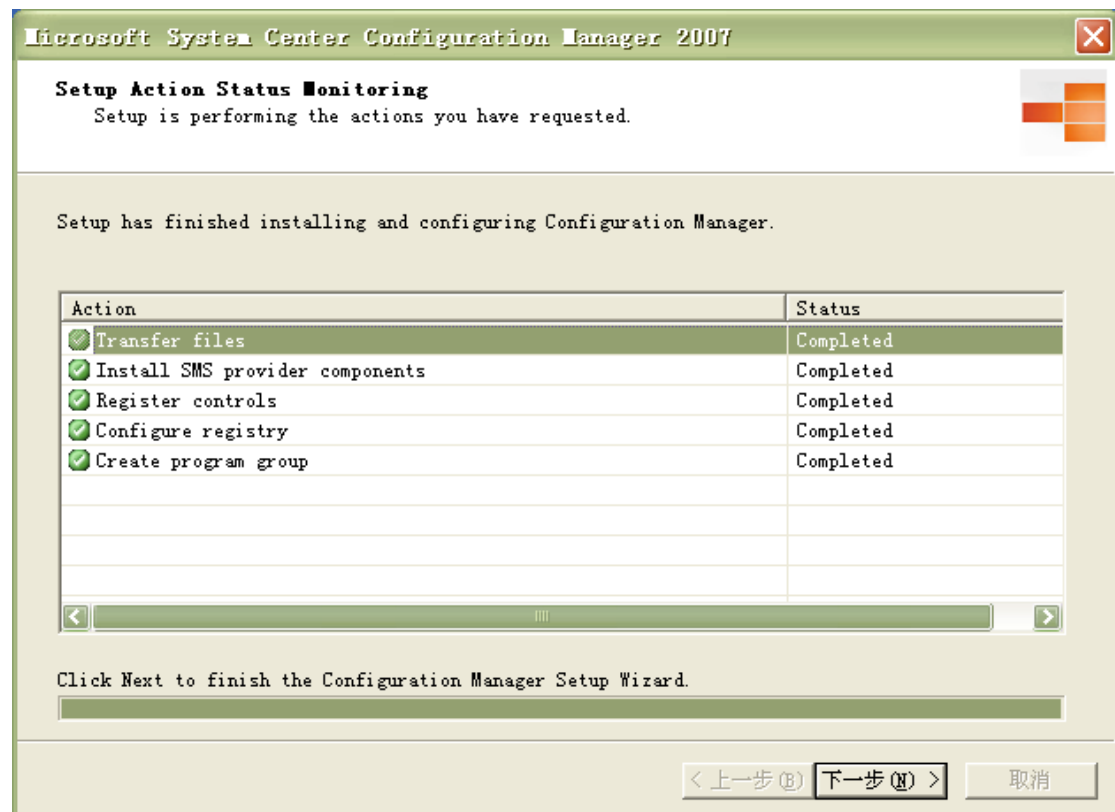 Microsoft System Center Configuration Manager 2007
Setup Action Status Monitoring
Setup is performing the actions you have requested.
Setup has finished installing and configuring Configuration Manager.
Action Status
Transfer files Completed
Install SMS provider components Completed
Register controls Completed
Configure registry Completed
Create program group Completed
Click Next to finish the Configuration Manager Setup Wizard.
< 上一步(B) 下一步(N) > 取消